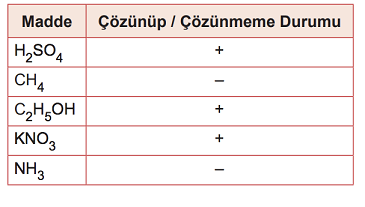 Madde Çözünüp / Çözünmeme Durumu
H₂SO₄ +
CH₄ –
C₂H₅OH +
KNO₃ +
NH₃ –